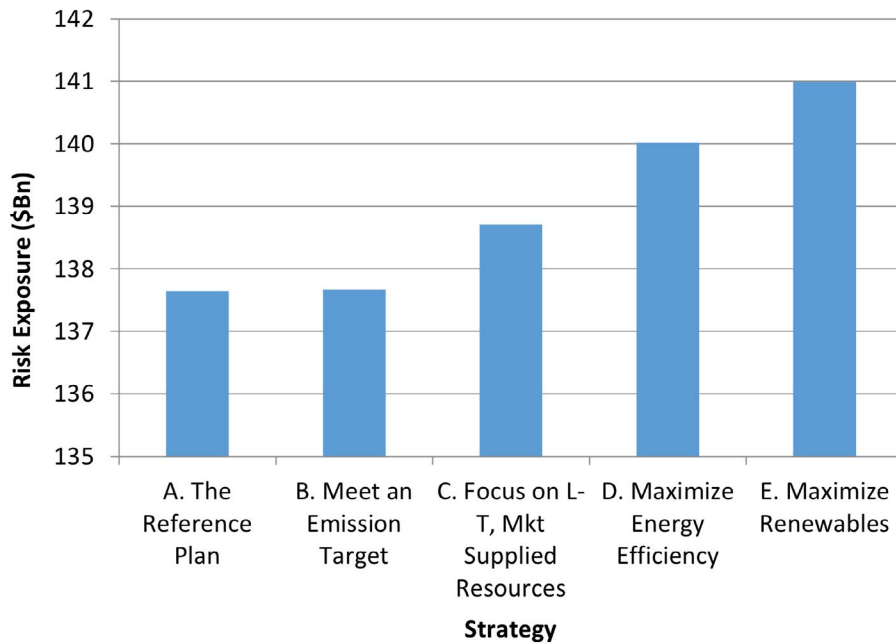 142
141
140
139
138
137
136
135
Risk Exposure ($Bn)
A. The
Reference
Plan
B. Meet an
Emission
Target
C. Focus on L-
T, Mkt
Supplied
Resources
D. Maximize
Energy
Efficiency
E. Maximize
Renewables
Strategy